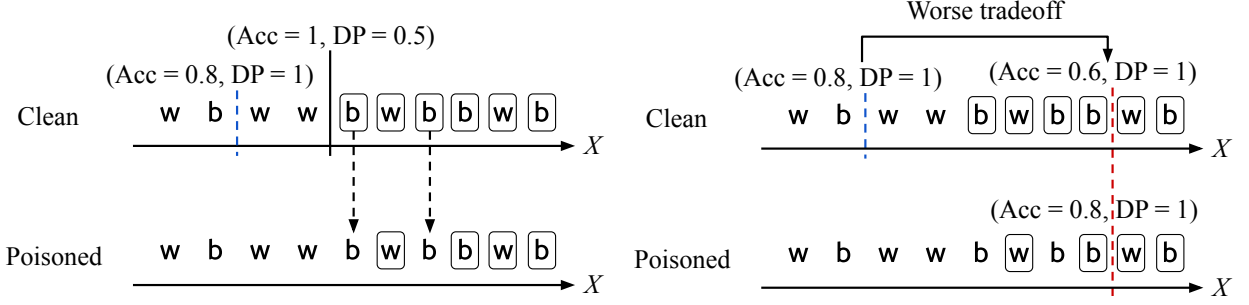 Worse tradeoff
(Acc = 1, DP = 0.5)
(Acc = 0.8, DP = 1)
Clean w b w w b w b b w b X
Poisoned w b w w b w b b w b X
(Acc = 0.8, DP = 1) (Acc = 0.6, DP = 1)
Clean w b w w b w b b w b X
(Acc = 0.8, DP = 1)
Poisoned w b w w b w b b w b X